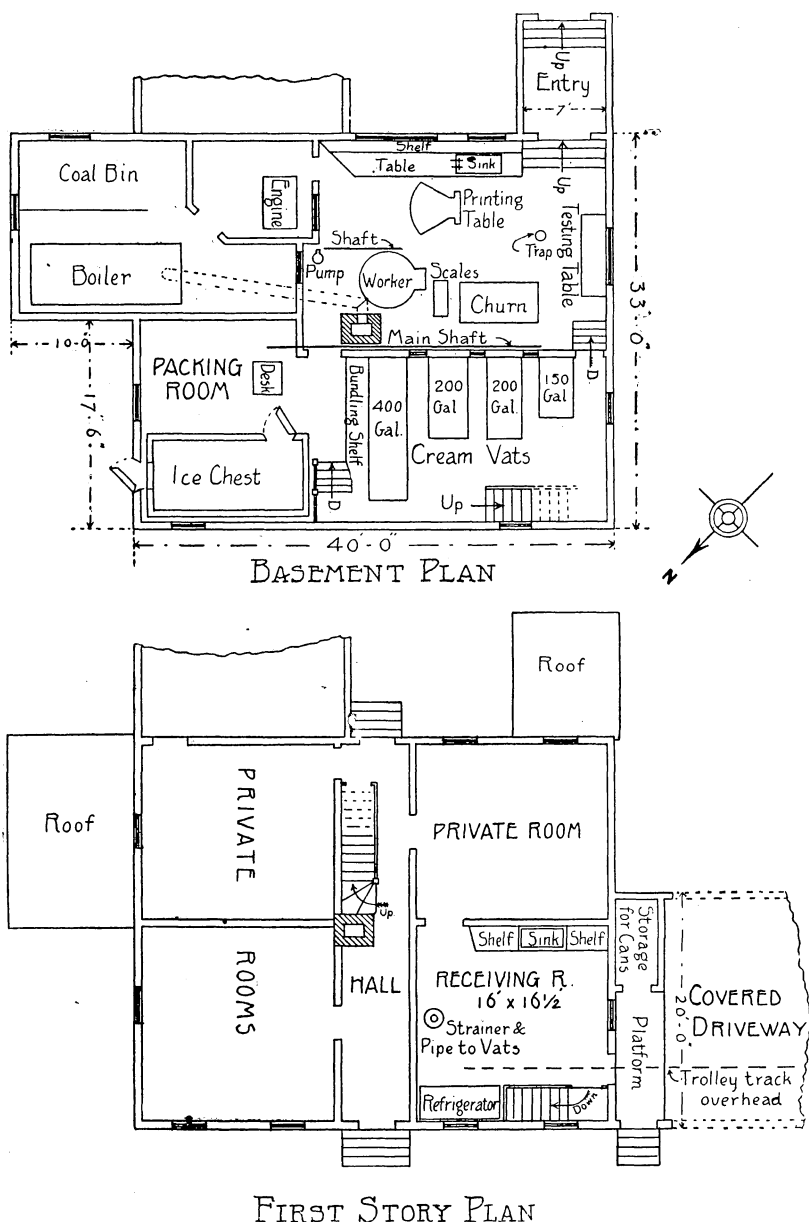 Up
Entry
7'
Coal Bin
Shelf
Table
Sink
Up
Engine
Printing
Table
Testing Table
Trap
Shaft
Boiler
Pump
Worker
Scales
Churn
33'-0"
10-0
Main Shaft
D.
PACKING
ROOM
Desk
Bundling Shelf
400
Gal.
200
Gal
200
Gal.
150
Gal
17'-6"
Cream Vats
Ice Chest
D
Up
N
40'-0"
BASEMENT PLAN
Roof
Roof
PRIVATE
PRIVATE ROOM
Up.
Shelf
Sink
Shelf
Storage
for Cans
ROOMS
HALL
RECEIVING R.
16' x 16½
COVERED
DRIVEWAY
20'-0"
Strainer &
Pipe to Vats
Platform
Trolley track
overhead
Refrigerator
Down
FIRST STORY PLAN